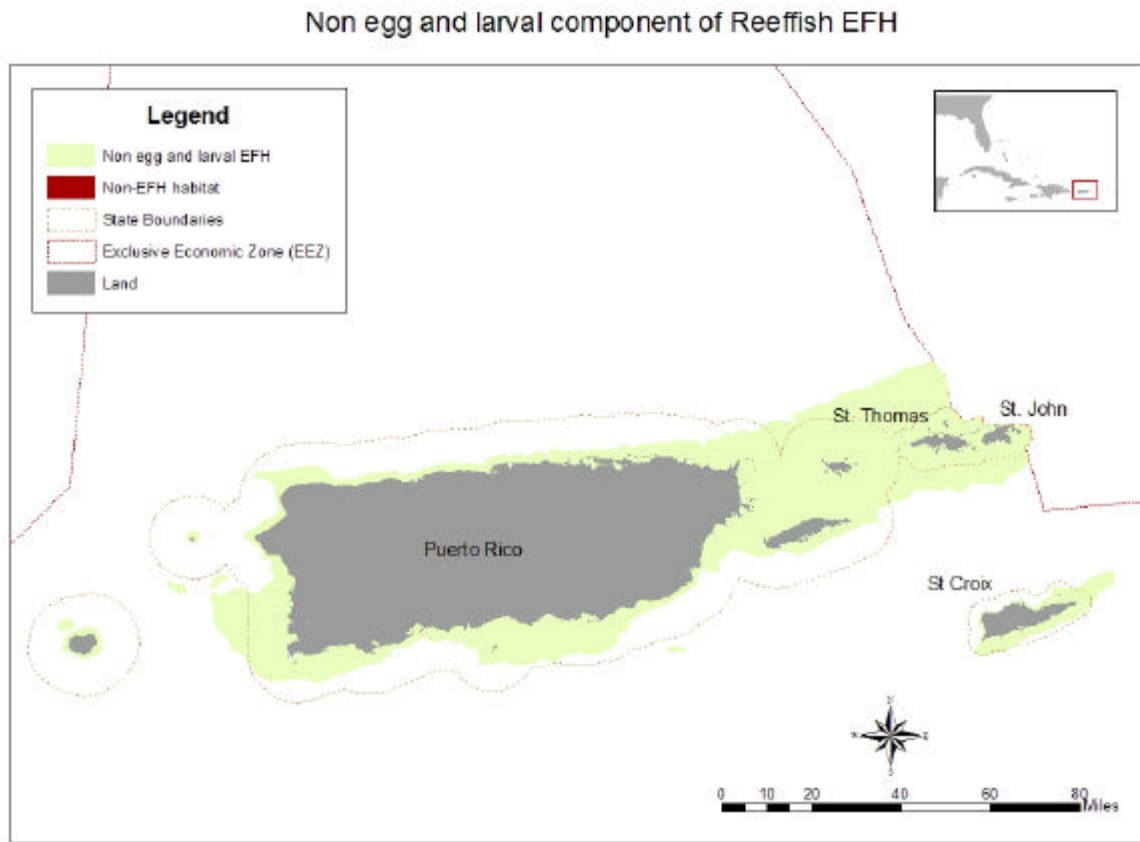 Non egg and larval component of Reeffish EFH
Legend
Non egg and larval EFH
Non-EFH habitat
State Boundaries
Exclusive Economic Zone (EEZ)
Land
St. Thomas
St. John
Puerto Rico
St Croix
N
E
S
0 5 10 20 40 60 80
Miles